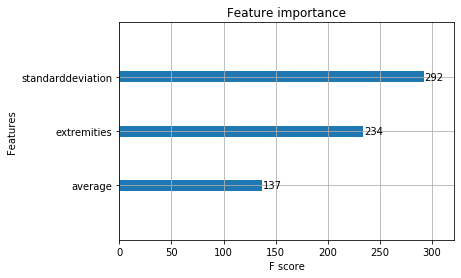 Feature importance
Features
standarddeviation
292
extremities
234
average
137
0 50 100 150 200 250 300
F score